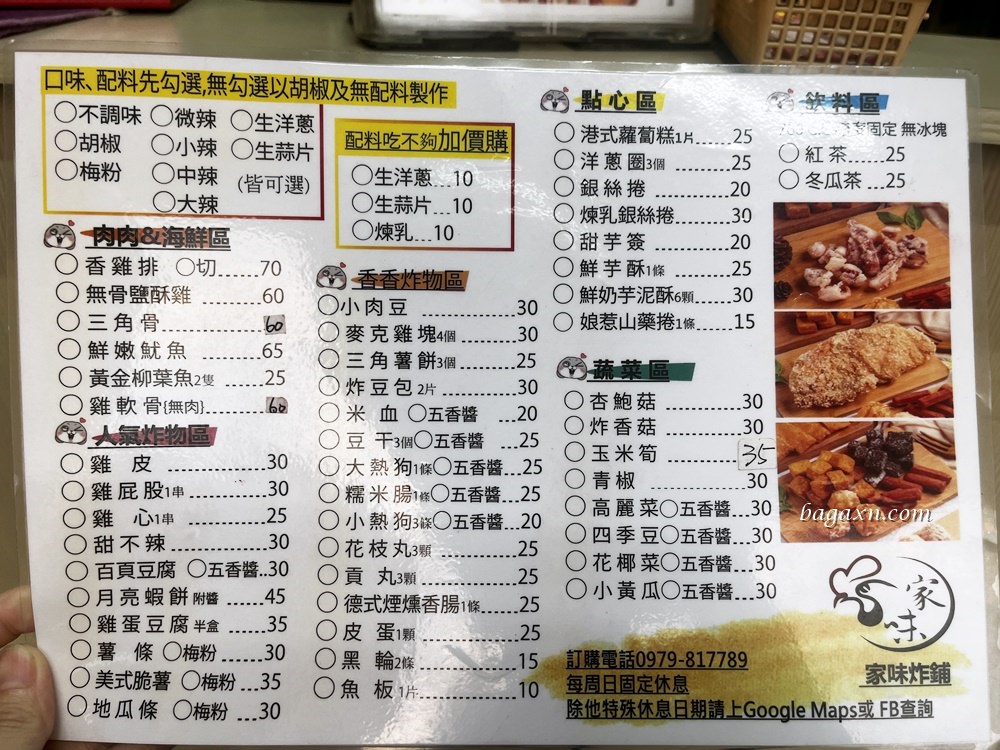 口味、配料先勾選,無勾選以胡椒及無配料製作
○不調味 ○微辣 ○生洋蔥
○胡椒 ○小辣 ○生蒜片
○梅粉 ○中辣 (皆可選)
○大辣
配料吃不夠加價購
○生洋蔥...10
○生蒜片...10
○煉乳....10
肉肉&海鮮區
○香雞排 ○切......70
○無骨鹽酥雞 ........60
○三角骨 ............60
○鮮嫩魷魚 ........65
○黃金柳葉魚2隻 ......25
○雞軟骨{無肉}.........60
人氣炸物區
○雞 皮 ............30
○雞屁股1串 ............30
○雞 心1串 ............25
○甜不辣 ............30
○百頁豆腐 ○五香醬..30
○月亮蝦餅 附醬 ......45
○雞蛋豆腐 半盒 ......35
○薯 條 ○梅粉 ......30
○美式脆薯 ○梅粉 ...35
○地瓜條 ○梅粉 ...30
香香炸物區
○小肉豆 ............30
○麥克雞塊4個 .........30
○三角薯餅3個 .........25
○炸豆包 2片 .........30
○米 血 ○五香醬 ...20
○豆干3個○五香醬 ...25
○大熱狗1條○五香醬...25
○糯米腸1條○五香醬...25
○小熱狗3條○五香醬...20
○花枝丸3顆 ............25
○貢 丸3顆 ............25
○德式煙燻香腸1條......25
○皮 蛋1顆 ............25
○黑 輪2條 ............15
○魚 板 1片............10
點心區
○港式蘿蔔糕1片......25
○洋蔥圈3個 .........25
○銀絲捲 ............20
○煉乳銀絲捲.........30
○甜芋簽 ............20
○鮮芋酥1條 .........25
○鮮奶芋泥酥6顆......30
○娘惹山藥捲1條......15
蔬菜區
○杏鮑菇 ............30
○炸香菇 ............30
○玉米筍 ............35
○青椒 ............30
○高麗菜○五香醬...30
○四季豆○五香醬...30
○花椰菜○五香醬...30
○小黃瓜○五香醬...30
飲料區
固定 無冰塊
○紅茶......25
○冬瓜茶 ...25
bagaxn.com
家味
家味炸鋪
訂購電話0979-817789
每周日固定休息
除他特殊休息日期請上Google Maps或 FB查詢